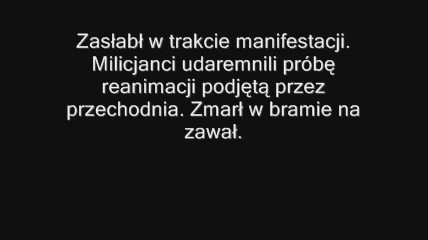 Zasłabł w trakcie manifestacji.
Milicjanci udaremnili próbę
reanimacji podjętą przez
przechodnia. Zmarł w bramie na
zawał.